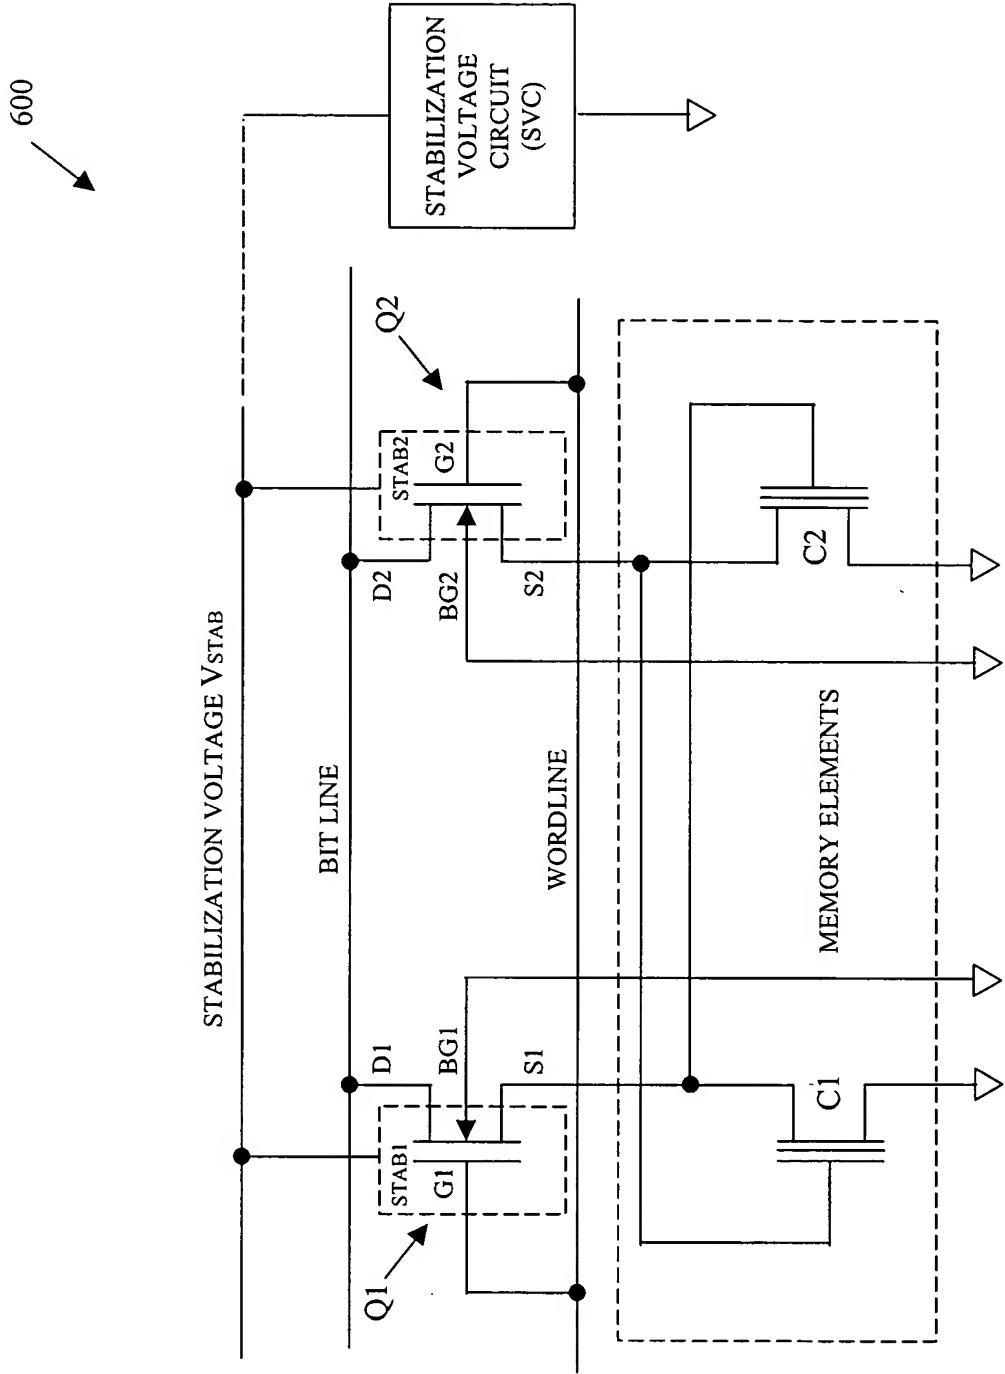 600
STABILIZATION VOLTAGE VSTAB
BIT LINE
STABILIZATION
VOLTAGE
CIRCUIT
(SVC)
Q1
STAB1
G1
D1
BG1
S1
WORDLINE
D2
BG2
S2
STAB2
G2
Q2
C1
MEMORY ELEMENTS
C2